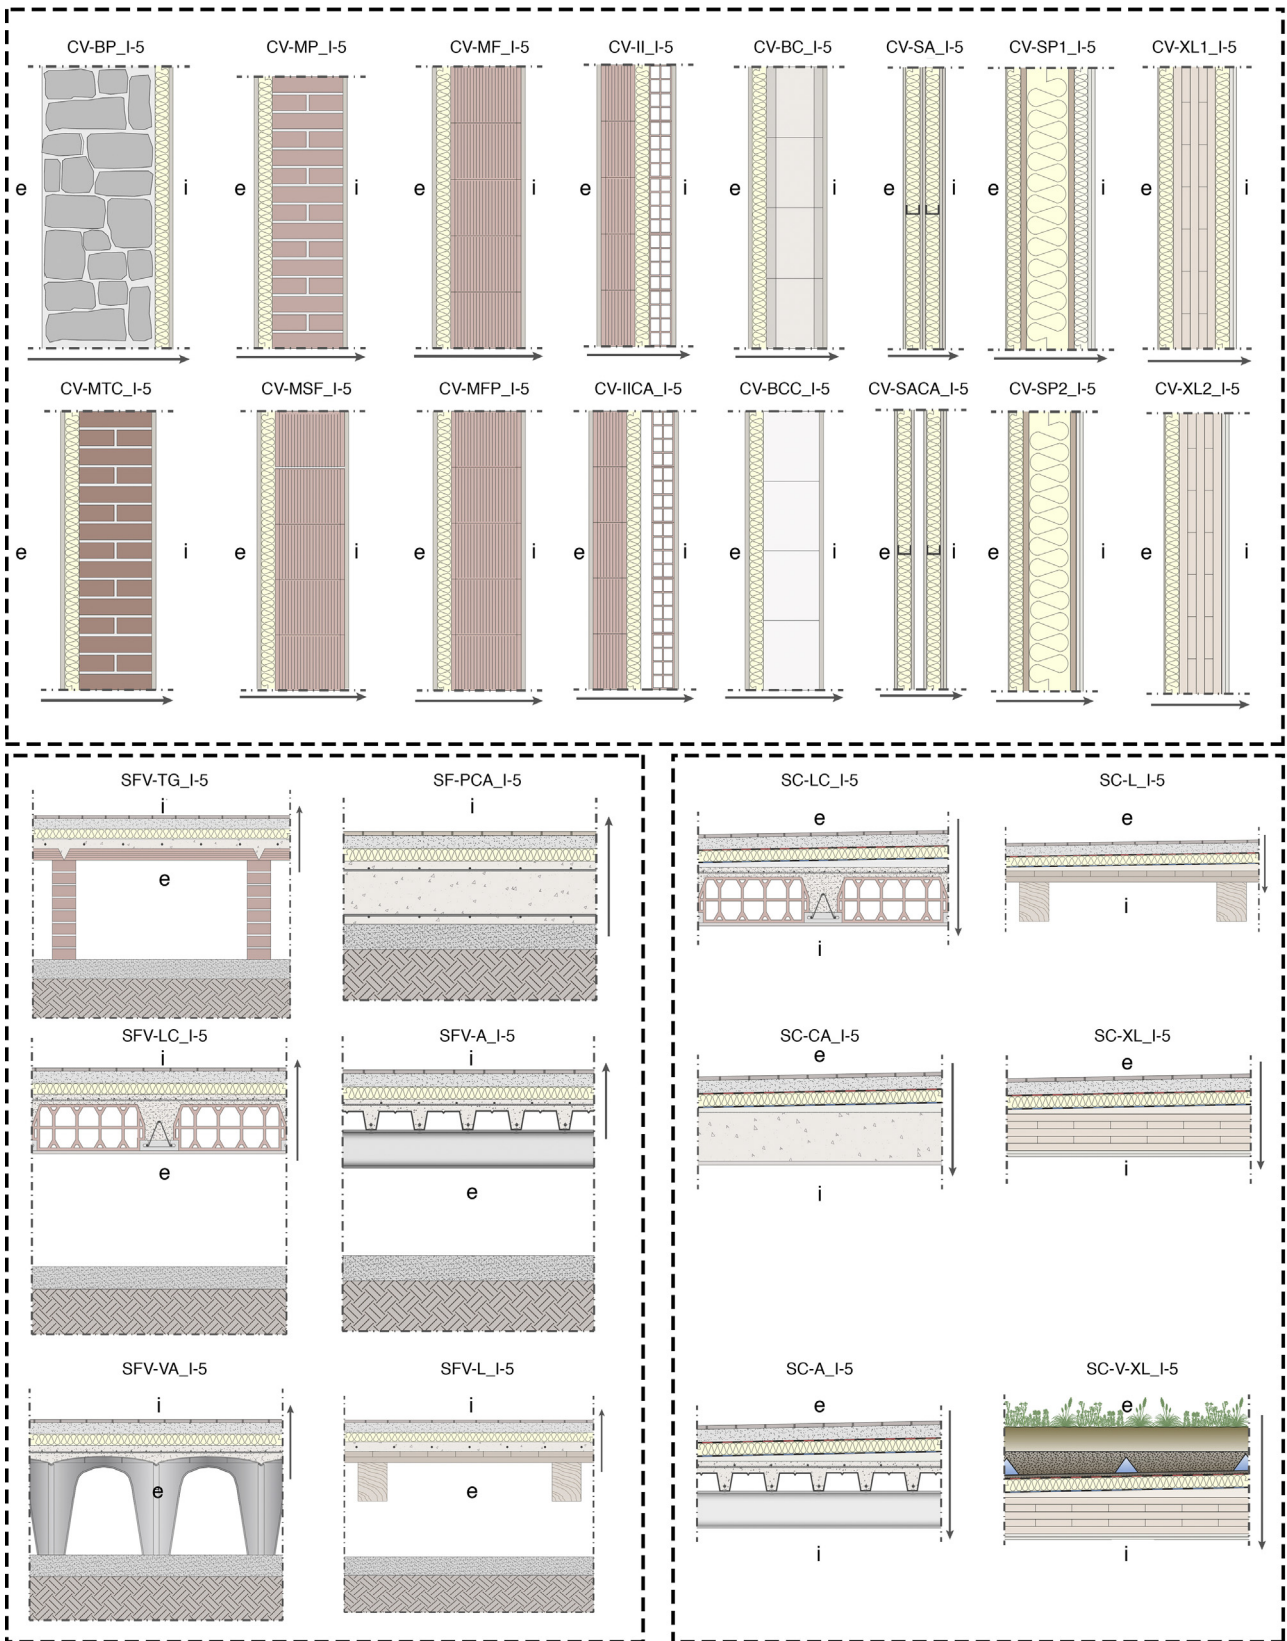 CV-BP_I-5 CV-MP_I-5 CV-MF_I-5 CV-II_I-5 CV-BC_I-5 CV-SA_I-5 CV-SP1_I-5 CV-XL1_I-5
e i e i e i e i e i e i e i e i
CV-MTC_I-5 CV-MSF_I-5 CV-MFP_I-5 CV-IICA_I-5 CV-BCC_I-5 CV-SACA_I-5 CV-SP2_I-5 CV-XL2_I-5
e i e i e i e i e i e i e i e i
SFV-TG_I-5 SF-PCA_I-5
i
e
SFV-LC_I-5 SFV-A_I-5
i i
e e
SFV-VA_I-5 SFV-L_I-5
i i
e e
SC-LC_I-5 SC-L_I-5
e e
i i
SC-CA_I-5 SC-XL_I-5
e e
i i
SC-A_I-5 SC-V-XL_I-5
e e
i i